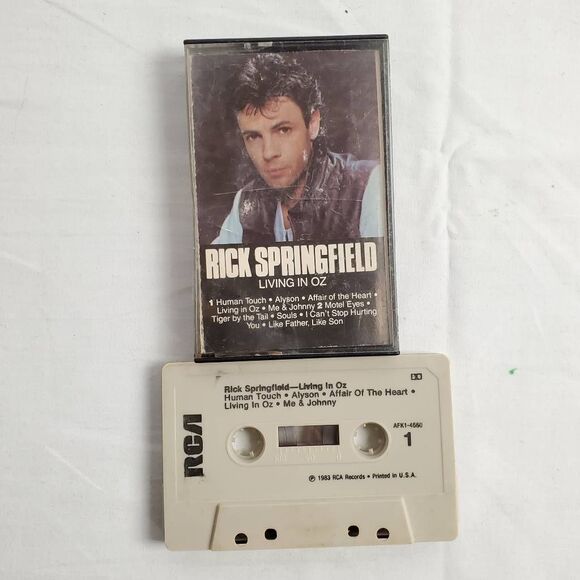 RICK SPRINGFIELD
LIVING IN OZ
1 Human Touch • Alyson • Affair of the Heart •
Living in Oz • Me & Johnny 2 Motel Eyes •
Tiger by the Tail • Souls • I Can't Stop Hurting
You • Like Father, Like Son
Rick Springfield—Living In Oz
Human Touch • Alyson • Affair Of The Heart •
Living In Oz • Me & Johnny
RCA
AFK1-4660
1
℗ 1983 RCA Records • Printed in U.S.A.